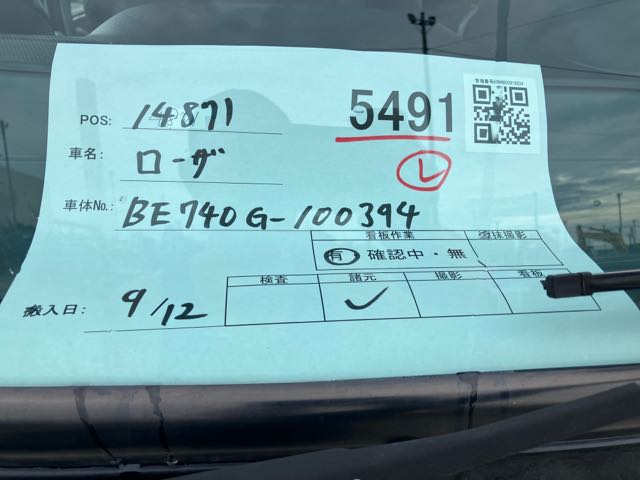 POS: 14871
5491
車名: ローザ
レ
車体No.: BE740G-100394
看板作業
有・確認中・無
搬入日: 9/12
検査 諸元 撮影 看板
✓